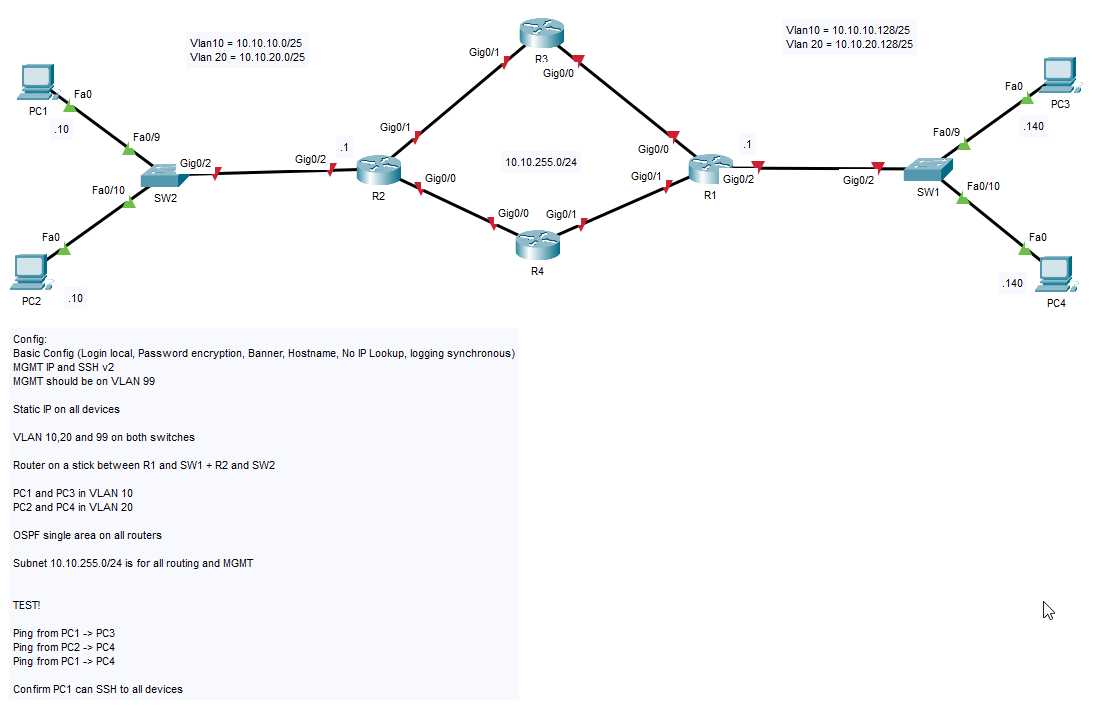 Vlan10 = 10.10.10.0/25
Vlan 20 = 10.10.20.0/25
Vlan10 = 10.10.10.128/25
Vlan 20 = 10.10.20.128/25
R3
Gig0/1
Gig0/0
PC1
Fa0
.10
Fa0/9
Gig0/2
SW2
Fa0/10
Fa0
PC2
.10
Gig0/2
.1
Gig0/1
R2
Gig0/0
10.10.255.0/24
Gig0/0
Gig0/1
R4
Gig0/0
Gig0/1
.1
R1
Gig0/2
Gig0/2
SW1
Fa0/9
Fa0
PC3
.140
Fa0/10
Fa0
.140
PC4
Config:
Basic Config (Login local, Password encryption, Banner, Hostname, No IP Lookup, logging synchronous)
MGMT IP and SSH v2
MGMT should be on VLAN 99
Static IP on all devices
VLAN 10,20 and 99 on both switches
Router on a stick between R1 and SW1 + R2 and SW2
PC1 and PC3 in VLAN 10
PC2 and PC4 in VLAN 20
OSPF single area on all routers
Subnet 10.10.255.0/24 is for all routing and MGMT
TEST!
Ping from PC1 -> PC3
Ping from PC2 -> PC4
Ping from PC1 -> PC4
Confirm PC1 can SSH to all devices